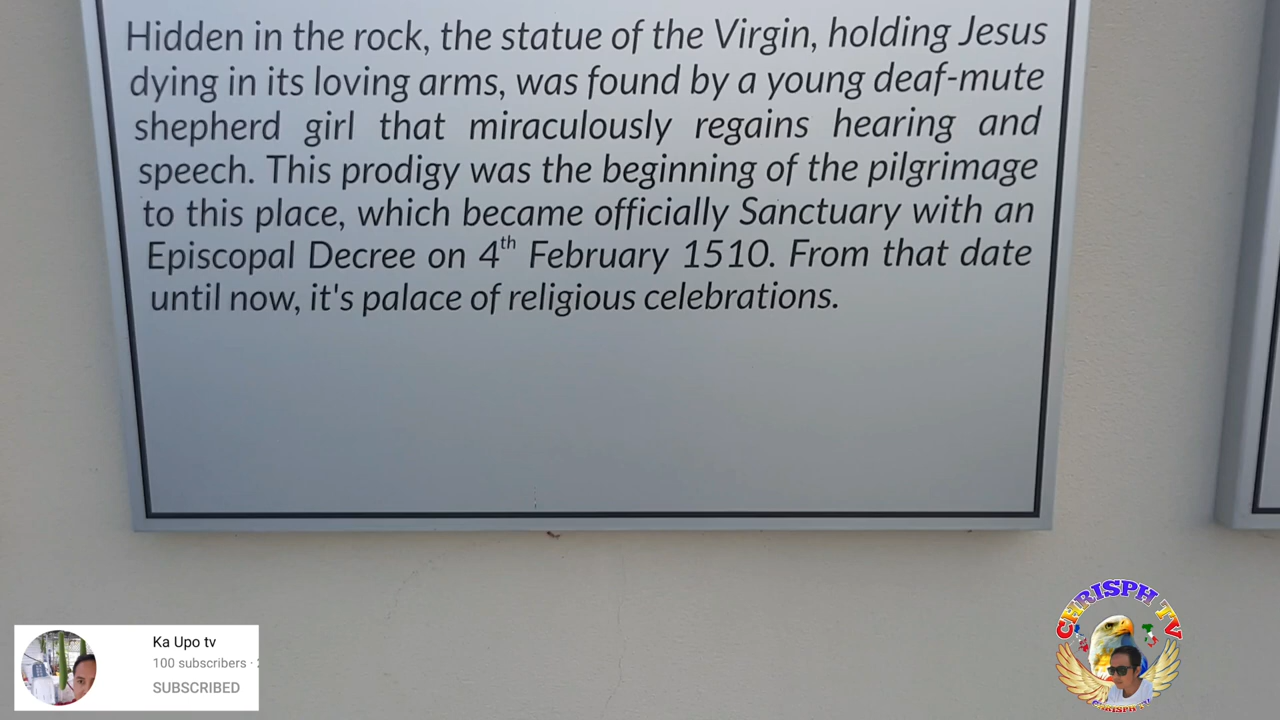 Hidden in the rock, the statue of the Virgin, holding Jesus
dying in its loving arms, was found by a young deaf-mute
shepherd girl that miraculously regains hearing and
speech. This prodigy was the beginning of the pilgrimage
to this place, which became officially Sanctuary with an
Episcopal Decree on 4th February 1510. From that date
until now, it's palace of religious celebrations.
Ka Upo tv
100 subscribers ·
SUBSCRIBED
CHRISPH TV
CHRISPH TV